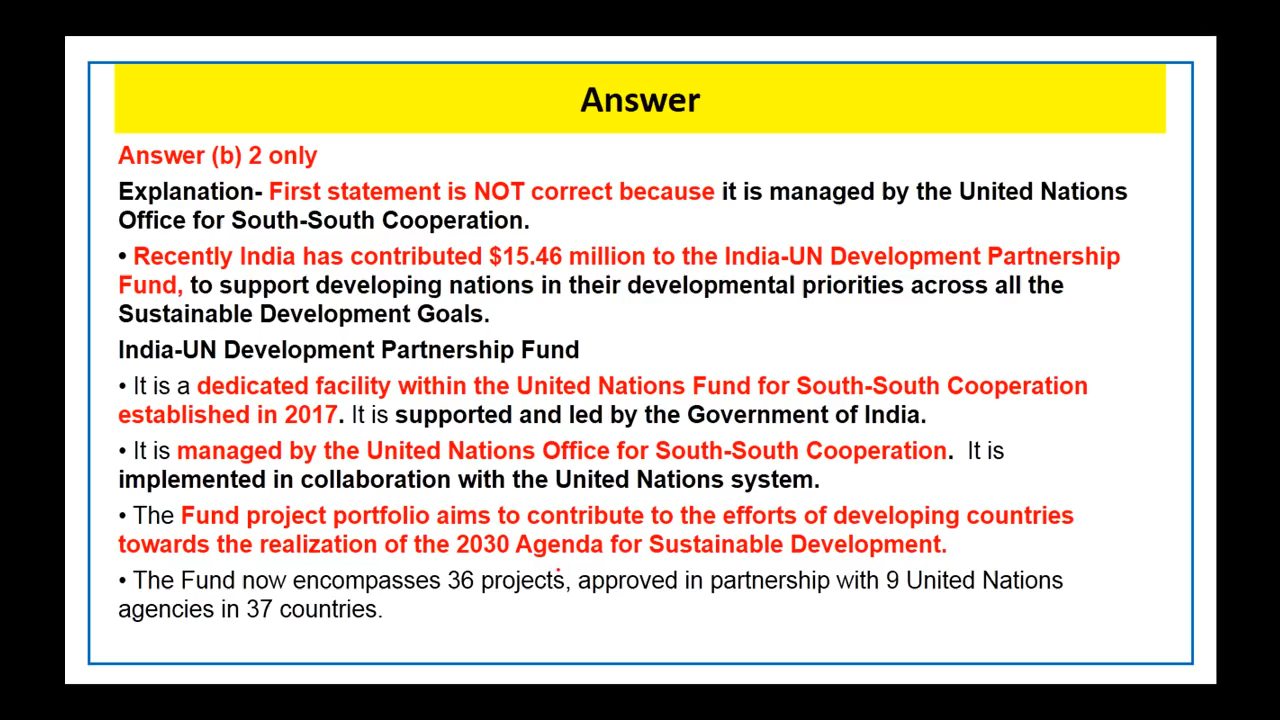 Answer
Answer (b) 2 only
Explanation- First statement is NOT correct because it is managed by the United Nations
Office for South-South Cooperation.
• Recently India has contributed $15.46 million to the India-UN Development Partnership
Fund, to support developing nations in their developmental priorities across all the
Sustainable Development Goals.
India-UN Development Partnership Fund
• It is a dedicated facility within the United Nations Fund for South-South Cooperation
established in 2017. It is supported and led by the Government of India.
• It is managed by the United Nations Office for South-South Cooperation. It is
implemented in collaboration with the United Nations system.
• The Fund project portfolio aims to contribute to the efforts of developing countries
towards the realization of the 2030 Agenda for Sustainable Development.
• The Fund now encompasses 36 projects, approved in partnership with 9 United Nations
agencies in 37 countries.